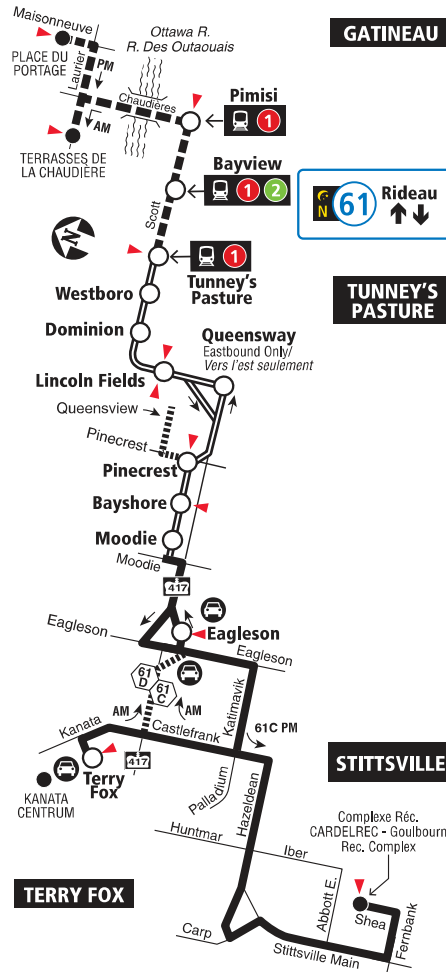 Maisonneuve
Ottawa R.
R. Des Outaouais
GATINEAU
PLACE DU
PORTAGE
Laurier
PM
Chaudières
AM
Pimisi
1
TERRASSES DE
LA CHAUDIÈRE
Bayview
1 2
N 61 Rideau
Scott
N
1
Tunney's
Pasture
TUNNEY'S
PASTURE
Westboro
Dominion
Queensway
Eastbound Only/
Vers l'est seulement
Lincoln Fields
Queensview
Pinecrest
Pinecrest
Bayshore
Moodie
Moodie
417
Eagleson
Eagleson
Eagleson
61
D
61
C
AM
AM
Katimavik
61C PM
Kanata
Castlefrank
417
Terry
Fox
KANATA
CENTRUM
Palladium
Hazeldean
STITTSVILLE
Complexe Réc.
CARDELREC - Goulbourn
Rec. Complex
Huntmar
Iber
Abbott E.
Shea
Fernbank
TERRY FOX
Carp
Stittsville Main